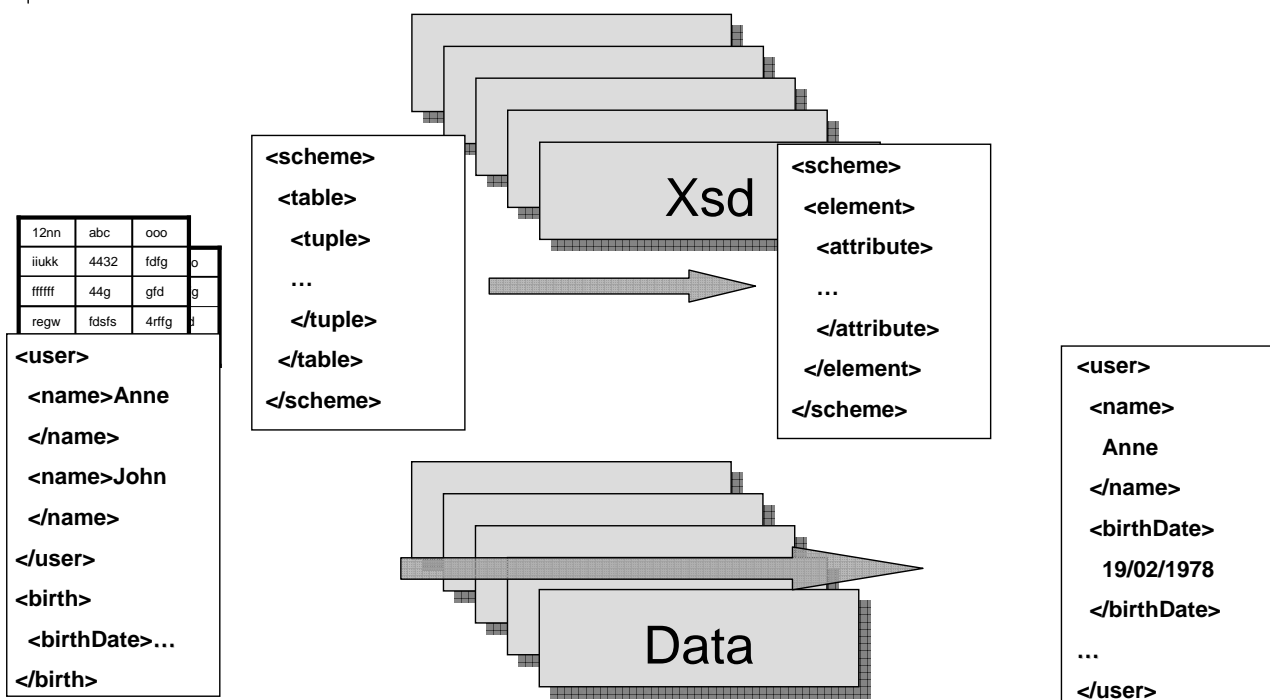 Xsd
<scheme>
<table>
<tuple>
…
</tuple>
</table>
</scheme>
<scheme>
<element>
<attribute>
…
</attribute>
</element>
</scheme>
12nn abc ooo
iiukk 4432 fdfg o
ffffff 44g gfd g
regw fdsfs 4rffg
<user>
<name>Anne
</name>
<name>John
</name>
</user>
<birth>
<birthDate>…
</birth>
Data
<user>
<name>
Anne
</name>
<birthDate>
19/02/1978
</birthDate>
…
</user>